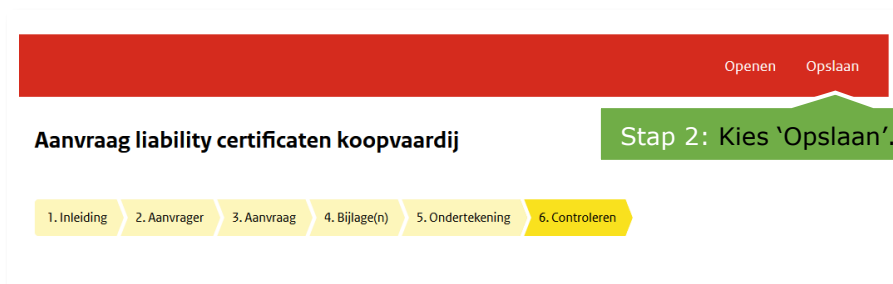 Openen Opslaan
Aanvraag liability certificaten koopvaardij
Stap 2: Kies ‘Opslaan’.
1. Inleiding 2. Aanvrager 3. Aanvraag 4. Bijlage(n) 5. Ondertekening 6. Controleren